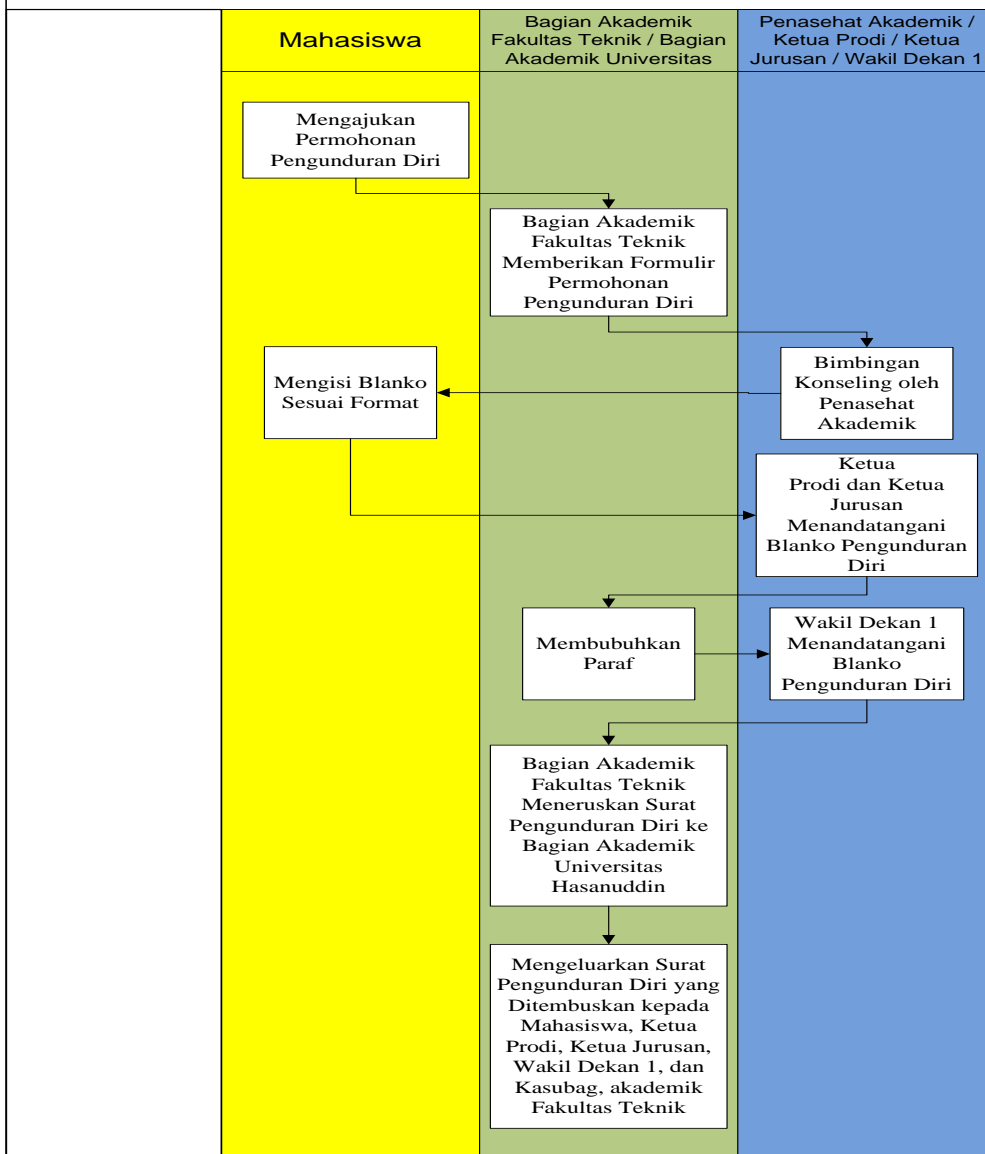 Mahasiswa
Bagian Akademik
Fakultas Teknik / Bagian
Akademik Universitas
Penasehat Akademik /
Ketua Prodi / Ketua
Jurusan / Wakil Dekan 1
Mengajukan
Permohonan
Pengunduran Diri
Bagian Akademik
Fakultas Teknik
Memberikan Formulir
Permohonan
Pengunduran Diri
Bimbingan
Konseling oleh
Penasehat
Akademik
Mengisi Blanko
Sesuai Format
Ketua
Prodi dan Ketua
Jurusan
Menandatangani
Blanko Pengunduran
Diri
Membubuhkan
Paraf
Wakil Dekan 1
Menandatangani
Blanko
Pengunduran Diri
Bagian Akademik
Fakultas Teknik
Meneruskan Surat
Pengunduran Diri ke
Bagian Akademik
Universitas
Hasanuddin
Mengeluarkan Surat
Pengunduran Diri yang
Ditembuskan kepada
Mahasiswa, Ketua
Prodi, Ketua Jurusan,
Wakil Dekan 1, dan
Kasubag, akademik
Fakultas Teknik